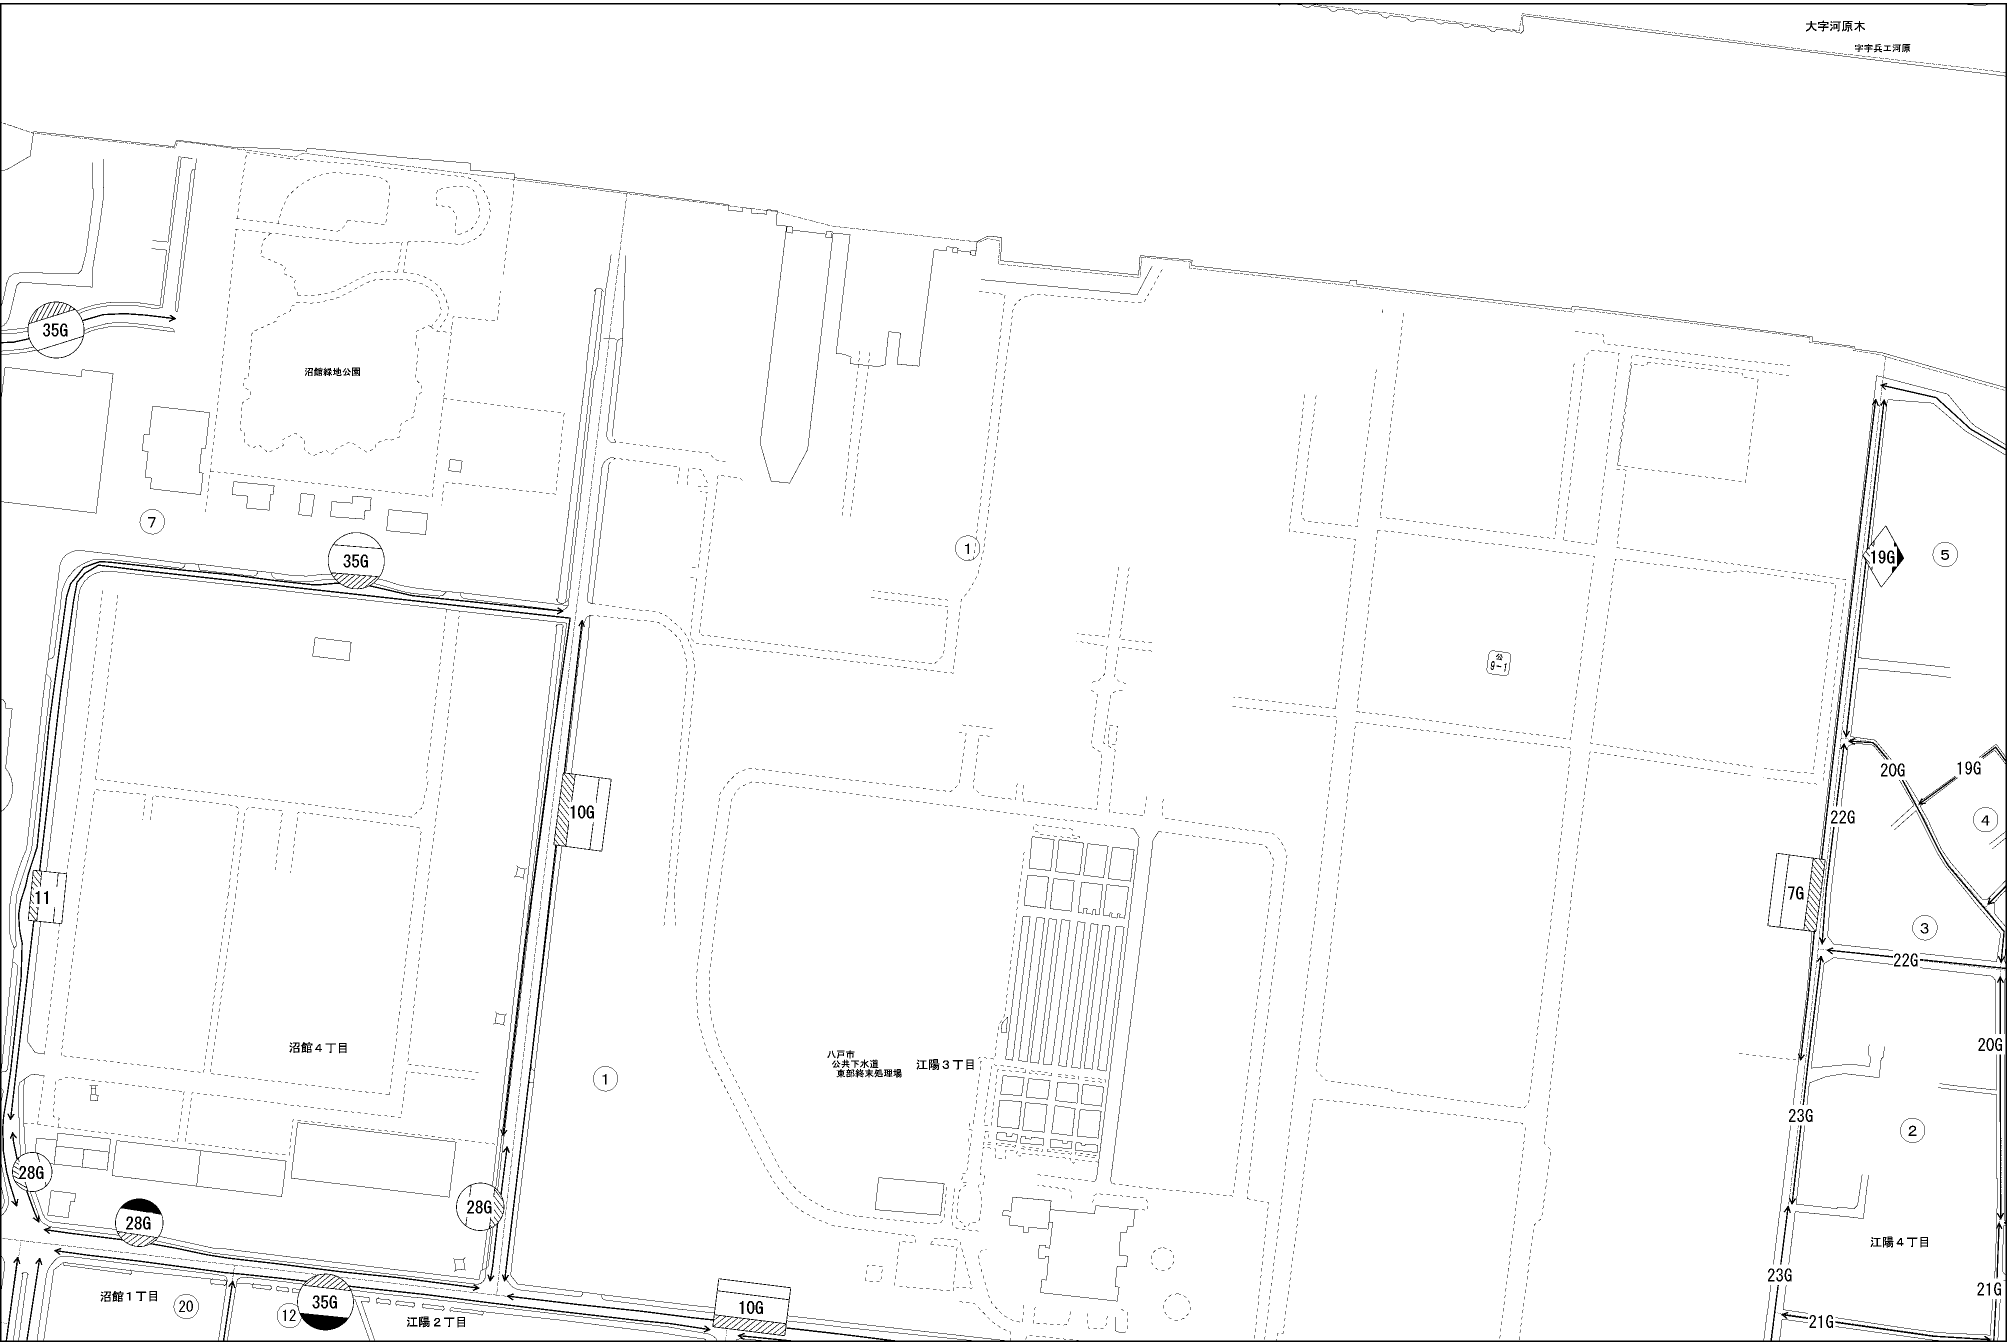 大字河原木
字宇兵エ河原
35G
沼館緑地公園
7
35G
1
19G
5
公
9-1
20G
19G
10G
22G
4
11
7G
3
22G
沼館4丁目
八戸市
公共下水道
東部終末処理場
江陽3丁目
20G
1
23G
2
28G
28G
28G
江陽4丁目
23G
21G
沼館1丁目
20
12
35G
江陽2丁目
10G
21G